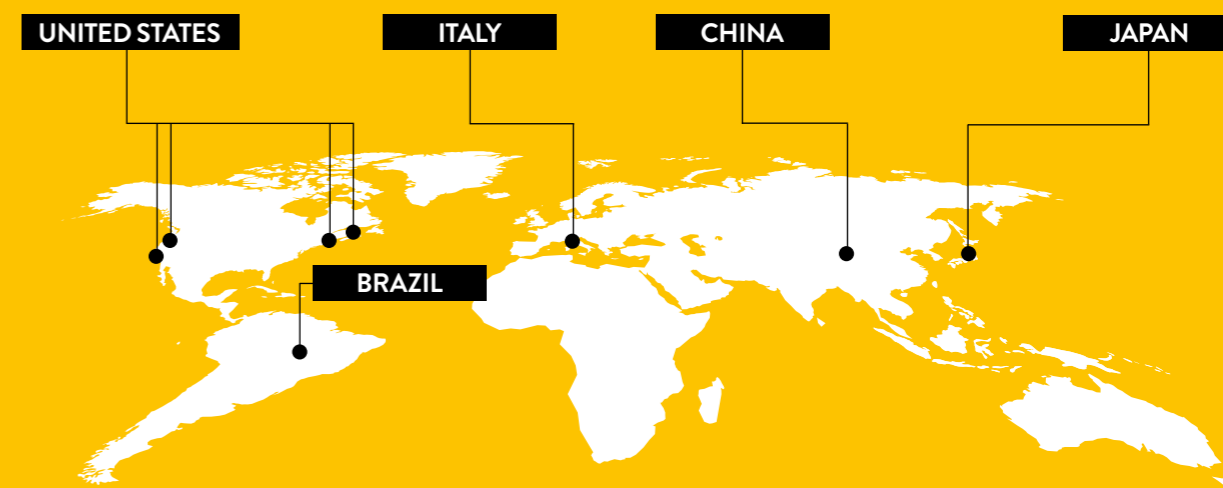 UNITED STATES
ITALY
CHINA
JAPAN
BRAZIL